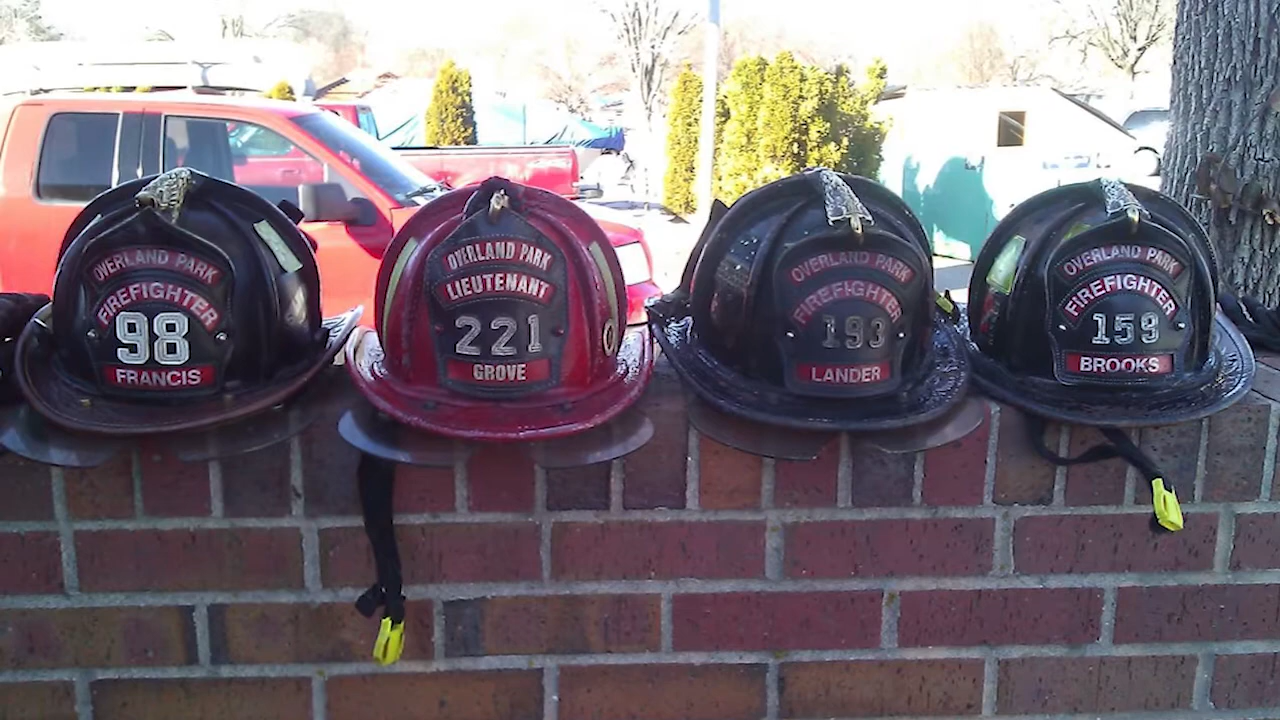 OVERLAND PARK
FIREFIGHTER
98
FRANCIS
OVERLAND PARK
LIEUTENANT
221
GROVE
OVERLAND PARK
FIREFIGHTER
193
LANDER
OVERLAND PARK
FIREFIGHTER
159
BROOKS